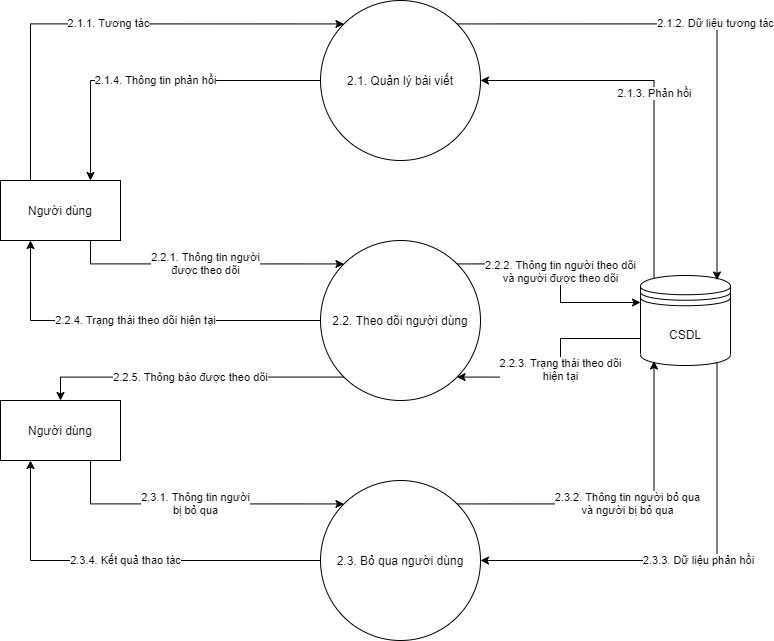 2.1.1. Tương tác
2.1.2. Dữ liệu tương tác
2.1.4. Thông tin phản hồi
2.1. Quản lý bài viết
2.1.3. Phản hồi
Người dùng
2.2.1. Thông tin người
được theo dõi
2.2.2. Thông tin người theo dõi
và người được theo dõi
2.2.4. Trạng thái theo dõi hiện tại
2.2. Theo dõi người dùng
CSDL
2.2.3. Trạng thái theo dõi
hiện tại
2.2.5. Thông báo được theo dõi
Người dùng
2.3.1. Thông tin người
bị bỏ qua
2.3.2. Thông tin người bỏ qua
và người bị bỏ qua
2.3.4. Kết quả thao tác
2.3. Bỏ qua người dùng
2.3.3. Dữ liệu phản hồi